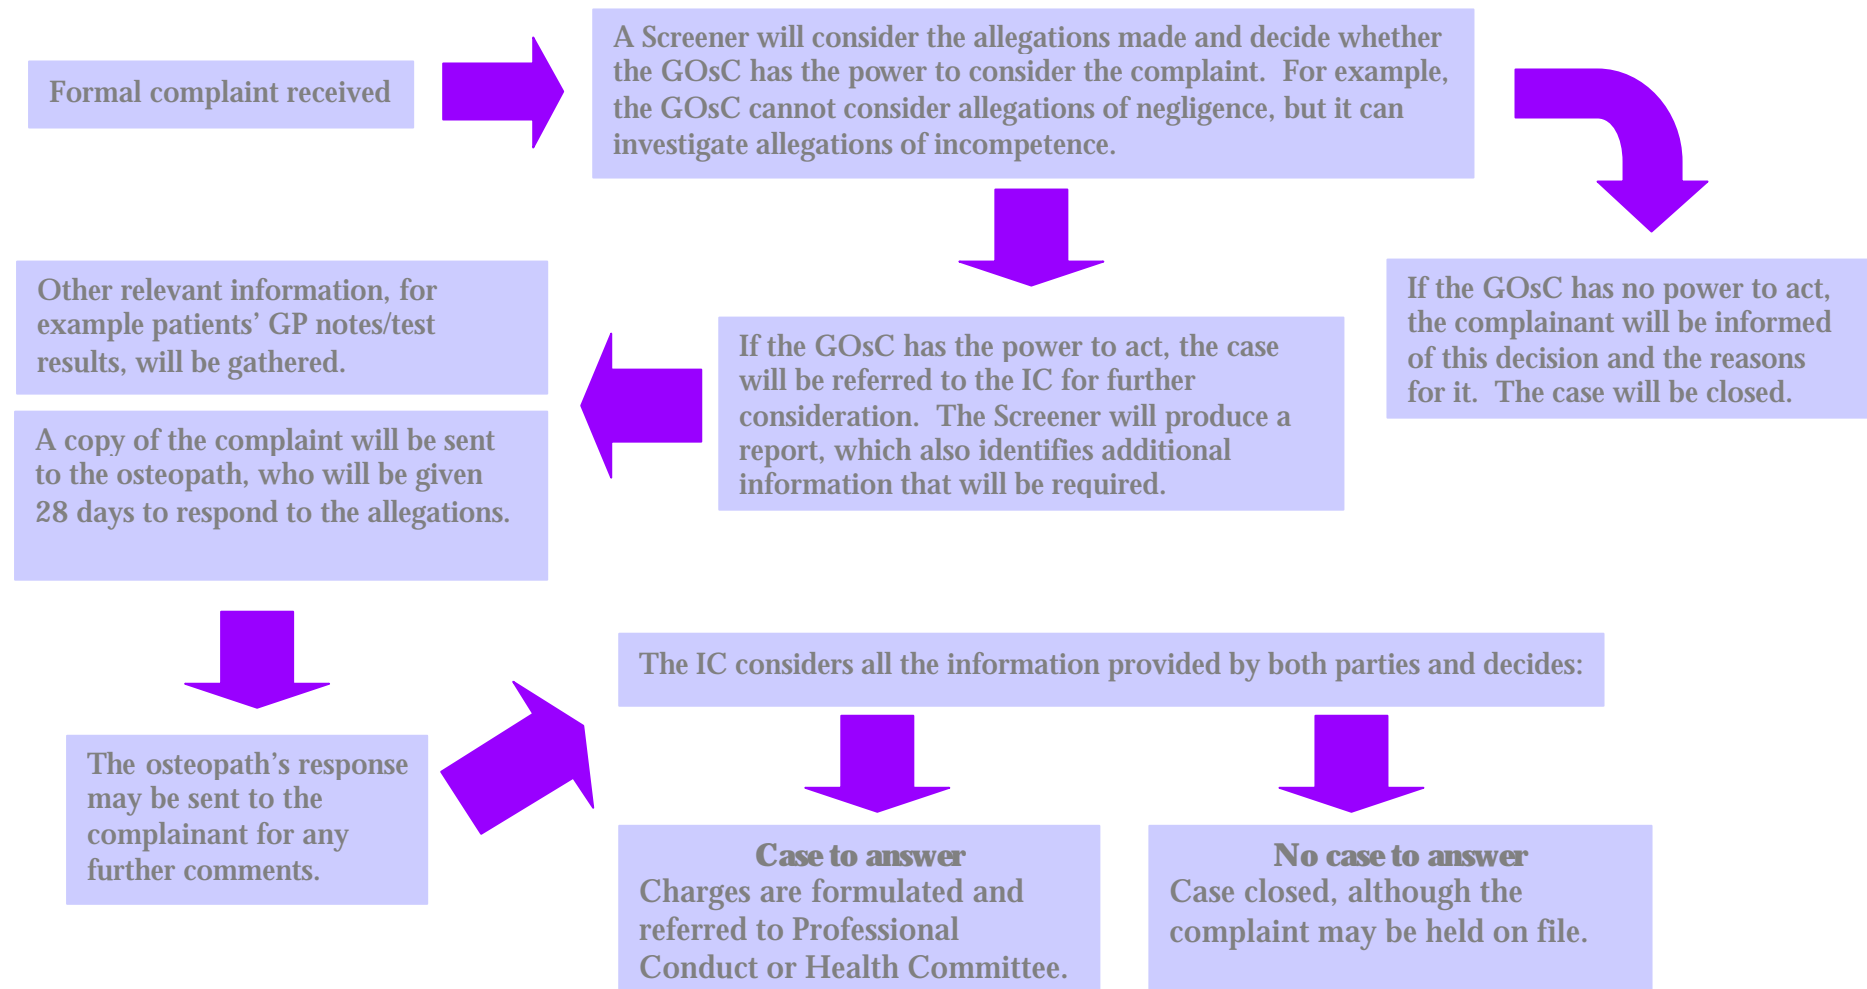 Formal complaint received
A Screener will consider the allegations made and decide whether
the GOsC has the power to consider the complaint. For example,
the GOsC cannot consider allegations of negligence, but it can
investigate allegations of incompetence.
If the GOsC has no power to act,
the complainant will be informed
of this decision and the reasons
for it. The case will be closed.
If the GOsC has the power to act, the case
will be referred to the IC for further
consideration. The Screener will produce a
report, which also identifies additional
information that will be required.
Other relevant information, for
example patients’ GP notes/test
results, will be gathered.
A copy of the complaint will be sent
to the osteopath, who will be given
28 days to respond to the allegations.
The osteopath’s response
may be sent to the
complainant for any
further comments.
The IC considers all the information provided by both parties and decides:
Case to answer
Charges are formulated and
referred to Professional
Conduct or Health Committee.
No case to answer
Case closed, although the
complaint may be held on file.